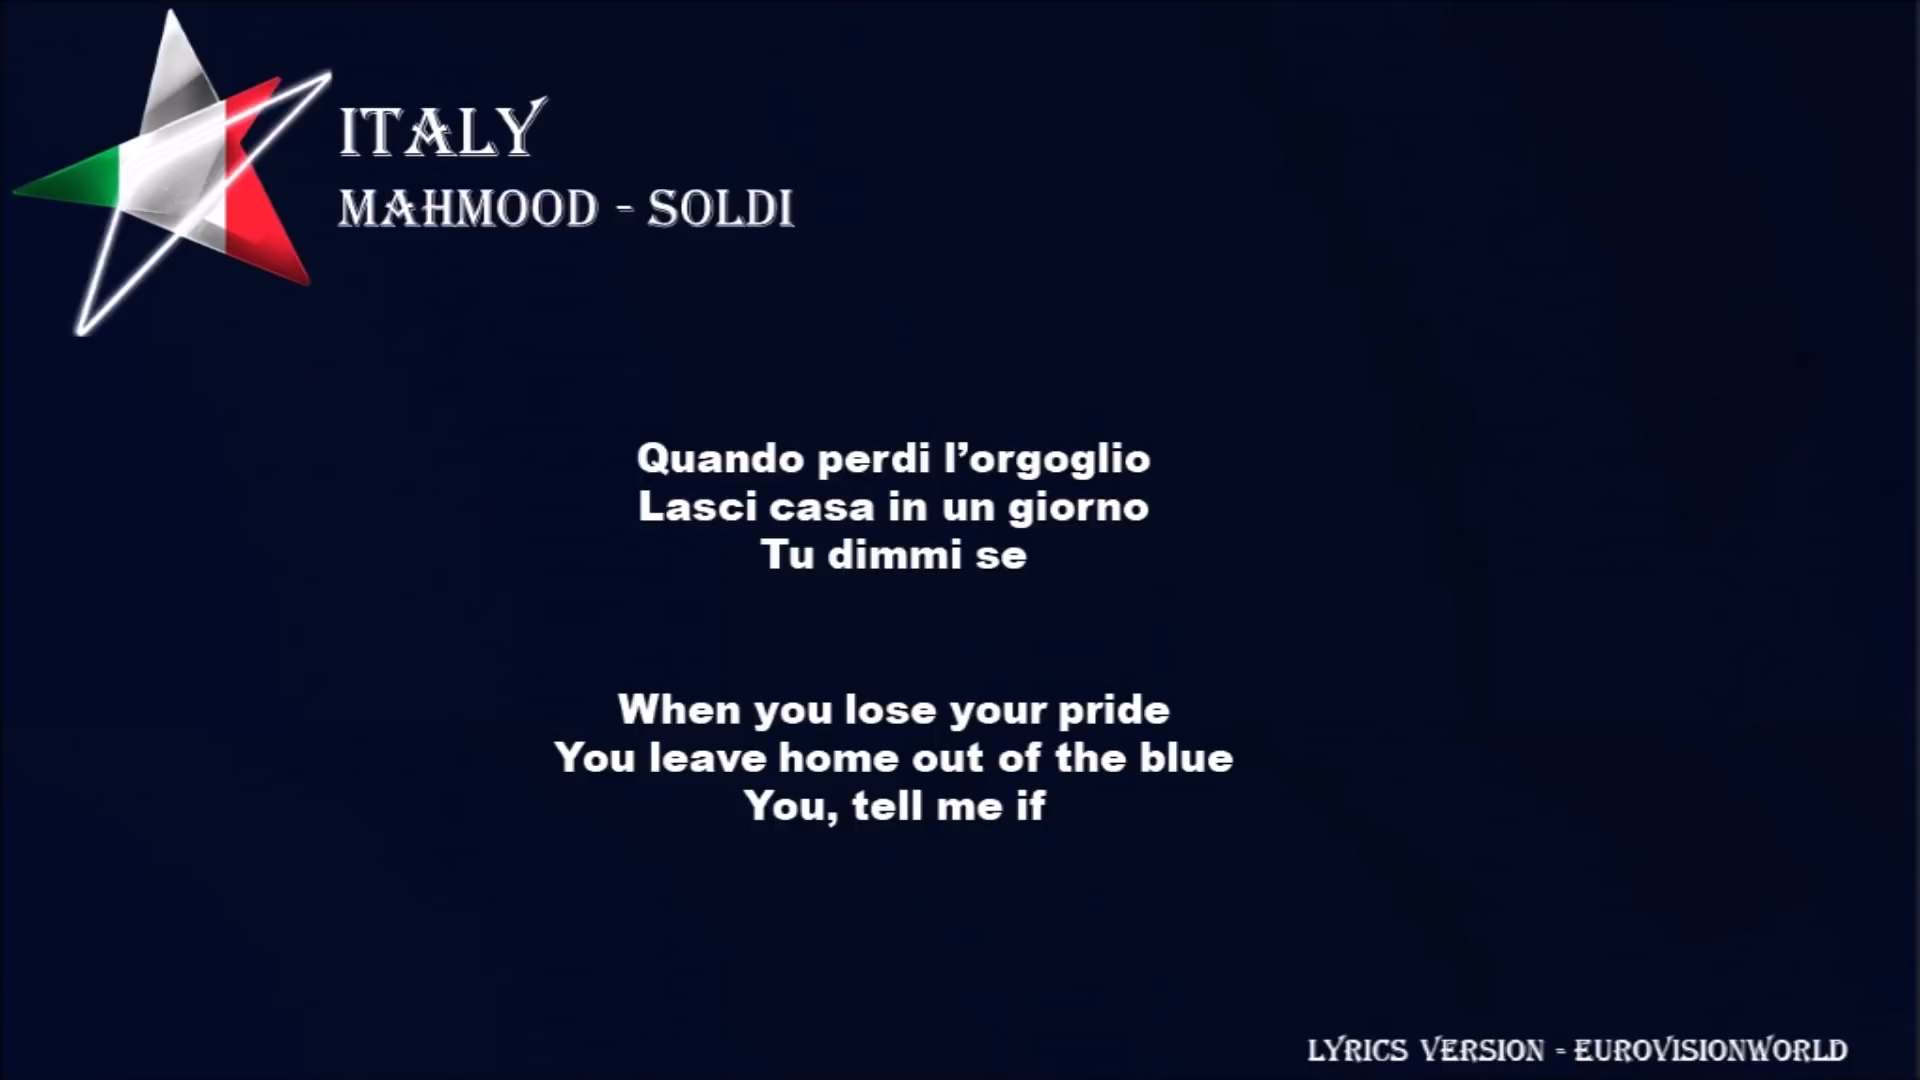 ITALY
MAHMOOD - SOLDI
Quando perdi l’orgoglio
Lasci casa in un giorno
Tu dimmi se
When you lose your pride
You leave home out of the blue
You, tell me if
LYRICS VERSION - EUROVISIONWORLD